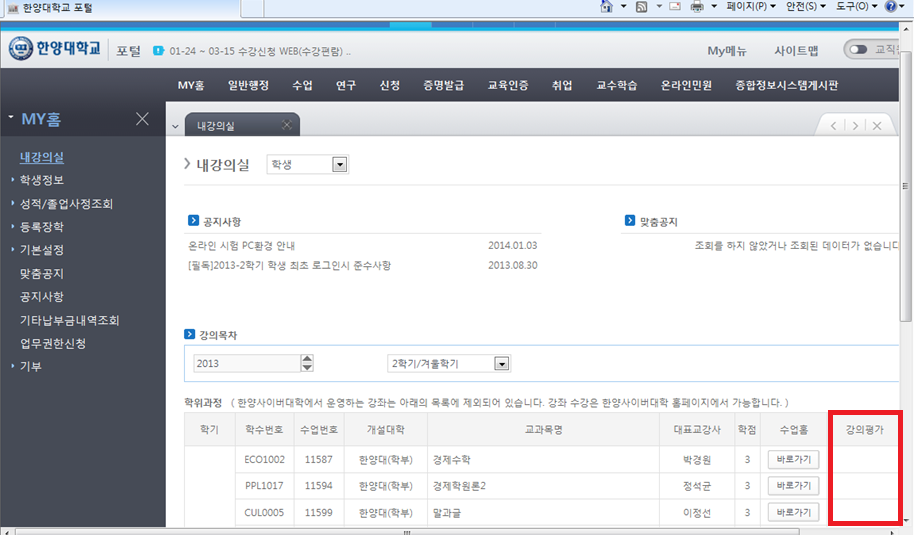 한양대학교 포털
페이지(P) 안전(S) 도구(O)
한양대학교 포털 01-24 ~ 03-15 수강신청 WEB(수강편람) .. My메뉴 사이트맵
MY홈 일반행정 수업 연구 신청 증명발급 교육인증 취업 교수학습 온라인민원 종합정보시스템게시판
MY홈
내강의실
내강의실
학생정보
성적/졸업사정조회
등록장학
기본설정
맞춤공지
공지사항
기타납부금내역조회
업무권한신청
기부
내강의실 학생
공지사항 맞춤공지
온라인 시험 PC환경 안내 2014.01.03 조회를 하지 않았거나 조회된 데이터가 없습니다
[필독]2013-2학기 학생 최초 로그인시 준수사항 2013.08.30
강의목차
2013 2학기/겨울학기
학위과정 ( 한양사이버대학에서 운영하는 강좌는 아래의 목록에 제외되어 있습니다. 강좌 수강은 한양사이버대학 홈페이지에서 가능합니다. )
학기 학수번호 수업번호 개설대학 교과목명 대표교강사 학점 수업홈 강의평가
ECO1002 11587 한양대(학부) 경제수학 박경원 3 바로가기
PPL1017 11594 한양대(학부) 경제학원론2 정석균 3 바로가기
CUL0005 11599 한양대(학부) 말과글 이정선 3 바로가기